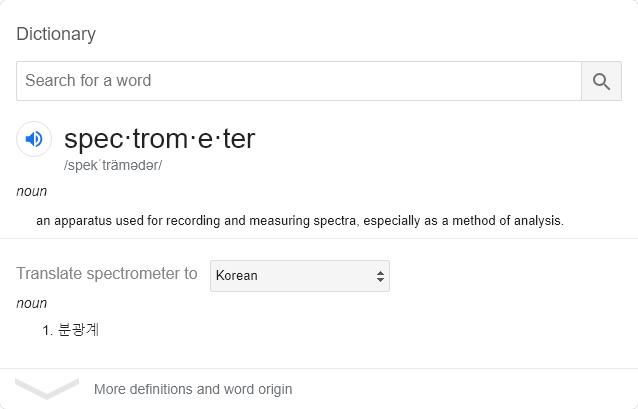 Dictionary
Search for a word
spec·trom·e·ter
/spekˈträmədər/
noun
an apparatus used for recording and measuring spectra, especially as a method of analysis.
Translate spectrometer to Korean
noun
1. 분광계
More definitions and word origin